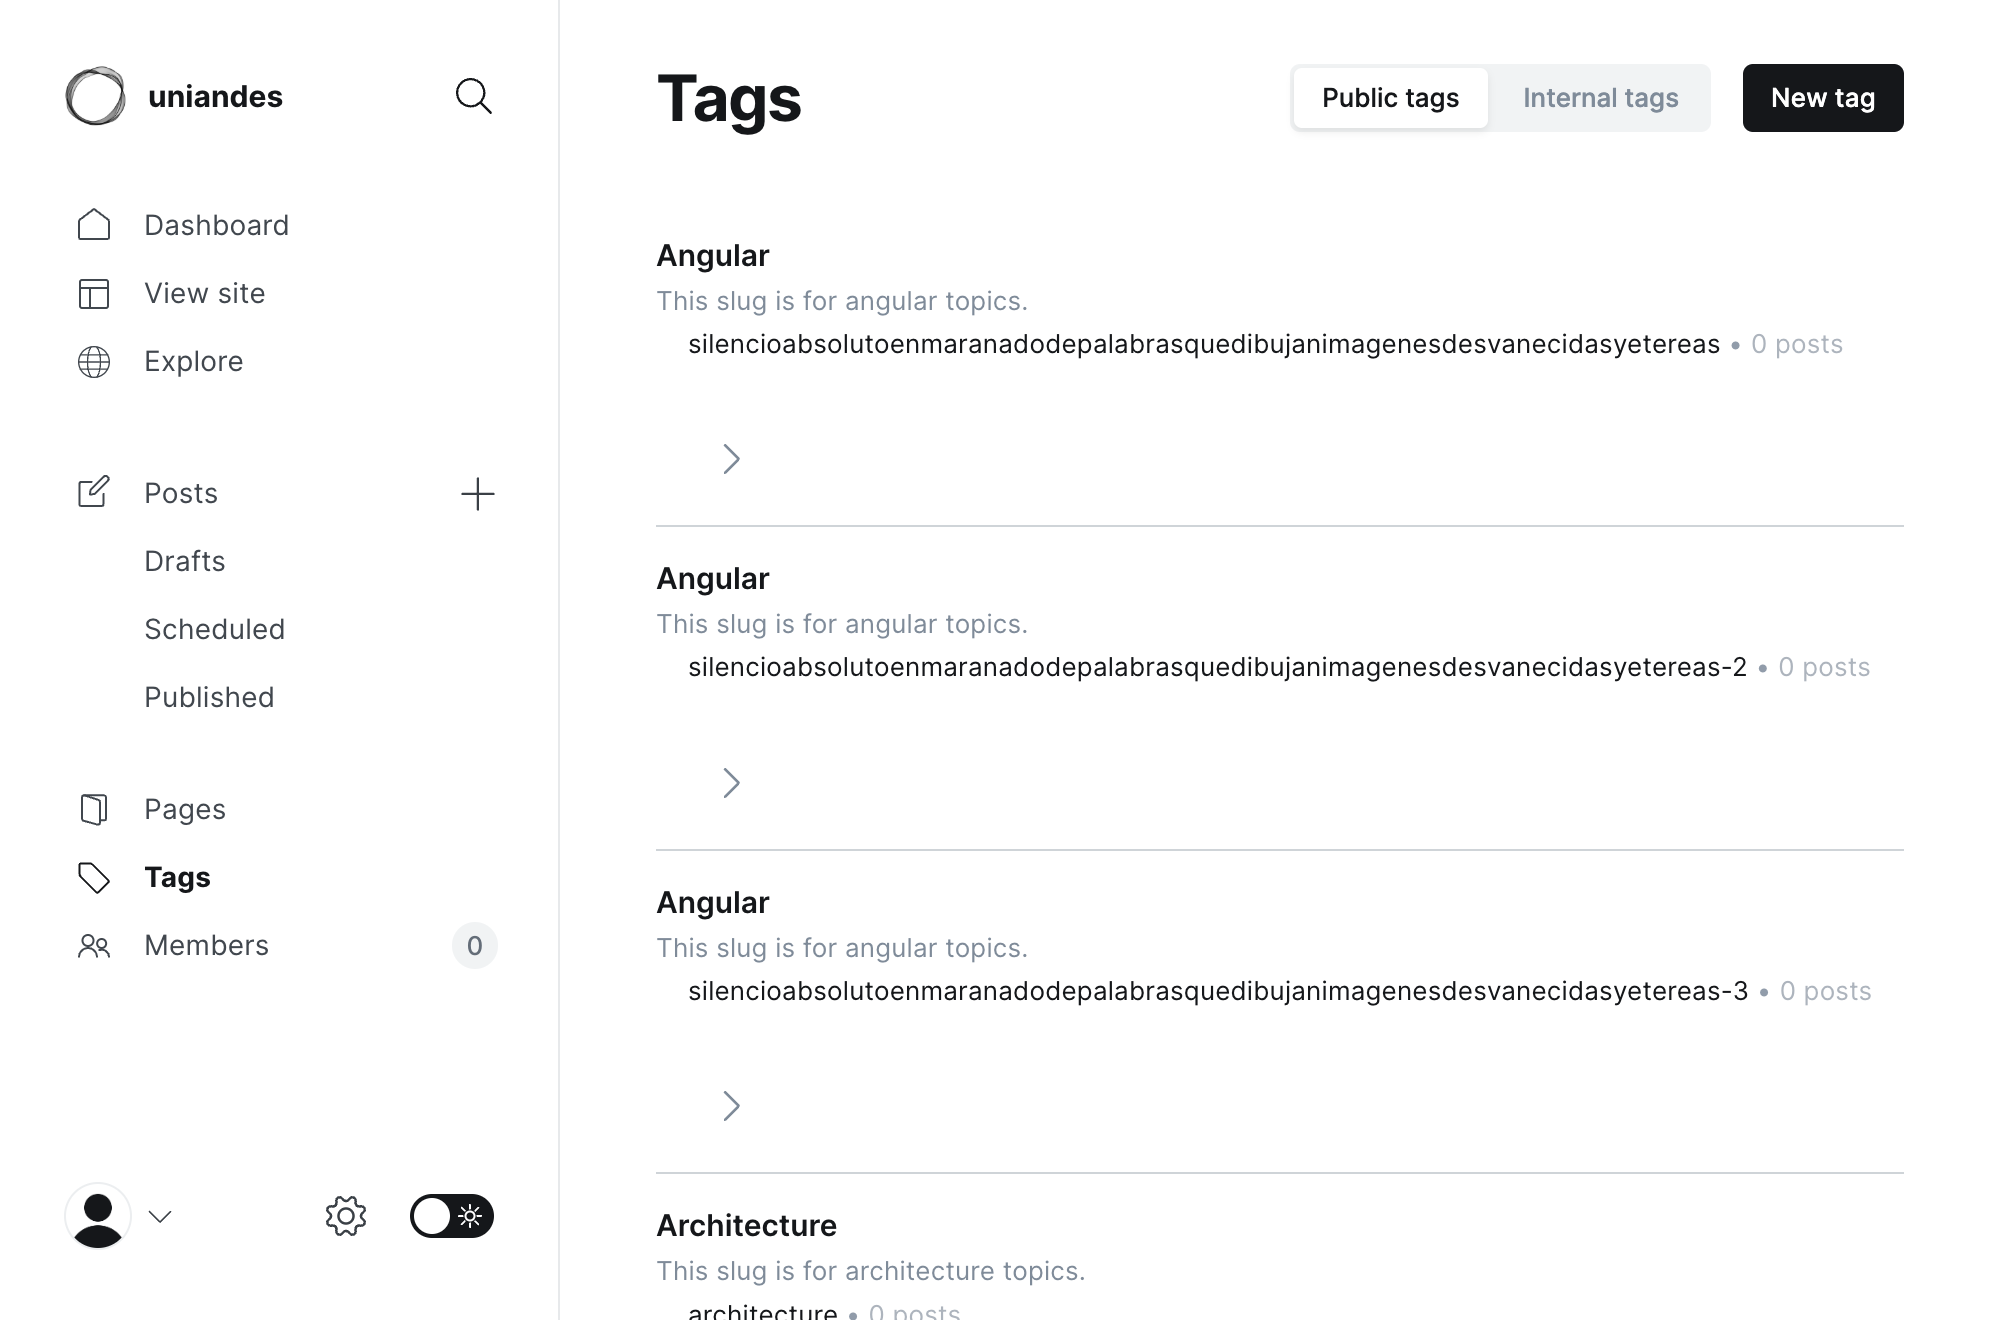 uniandes
Dashboard
View site
Explore
Posts
Drafts
Scheduled
Published
Pages
Tags
Members 0
Tags
Public tags Internal tags New tag
Angular
This slug is for angular topics.
silencioabsolutoenmaranadodepalabrasquedibujanimagenesdesvanecidasyetereas • 0 posts
Angular
This slug is for angular topics.
silencioabsolutoenmaranadodepalabrasquedibujanimagenesdesvanecidasyetereas-2 • 0 posts
Angular
This slug is for angular topics.
silencioabsolutoenmaranadodepalabrasquedibujanimagenesdesvanecidasyetereas-3 • 0 posts
Architecture
This slug is for architecture topics.
architecture • 0 posts